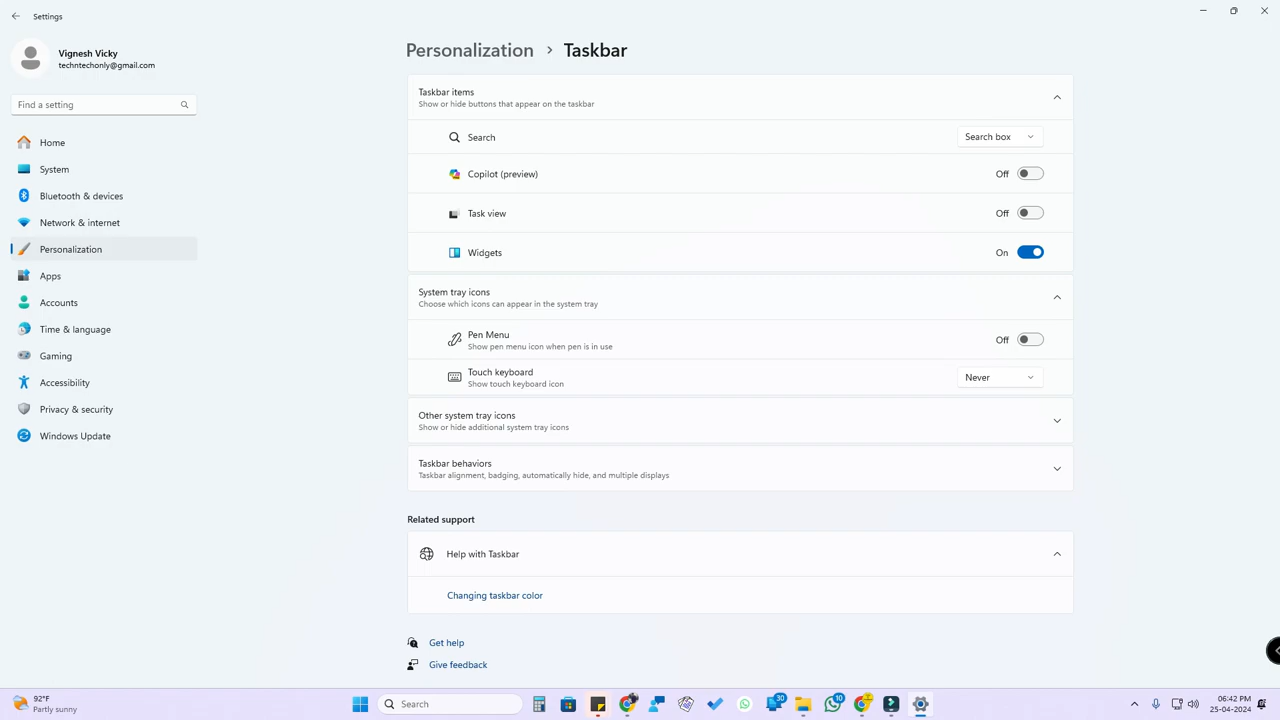 Settings
Vignesh Vicky
techntechonly@gmail.com
Find a setting
Home
System
Bluetooth & devices
Network & internet
Personalization
Apps
Accounts
Time & language
Gaming
Accessibility
Privacy & security
Windows Update
Personalization > Taskbar
Taskbar items
Show or hide buttons that appear on the taskbar
Search
Search box
Copilot (preview)
Off
Task view
Off
Widgets
On
System tray icons
Choose which icons can appear in the system tray
Pen Menu
Show pen menu icon when pen is in use
Off
Touch keyboard
Show touch keyboard icon
Never
Other system tray icons
Show or hide additional system tray icons
Taskbar behaviors
Taskbar alignment, badging, automatically hide, and multiple displays
Related support
Help with Taskbar
Changing taskbar color
Get help
Give feedback
92°F
Partly sunny
Search
30
10
06:42 PM
25-04-2024